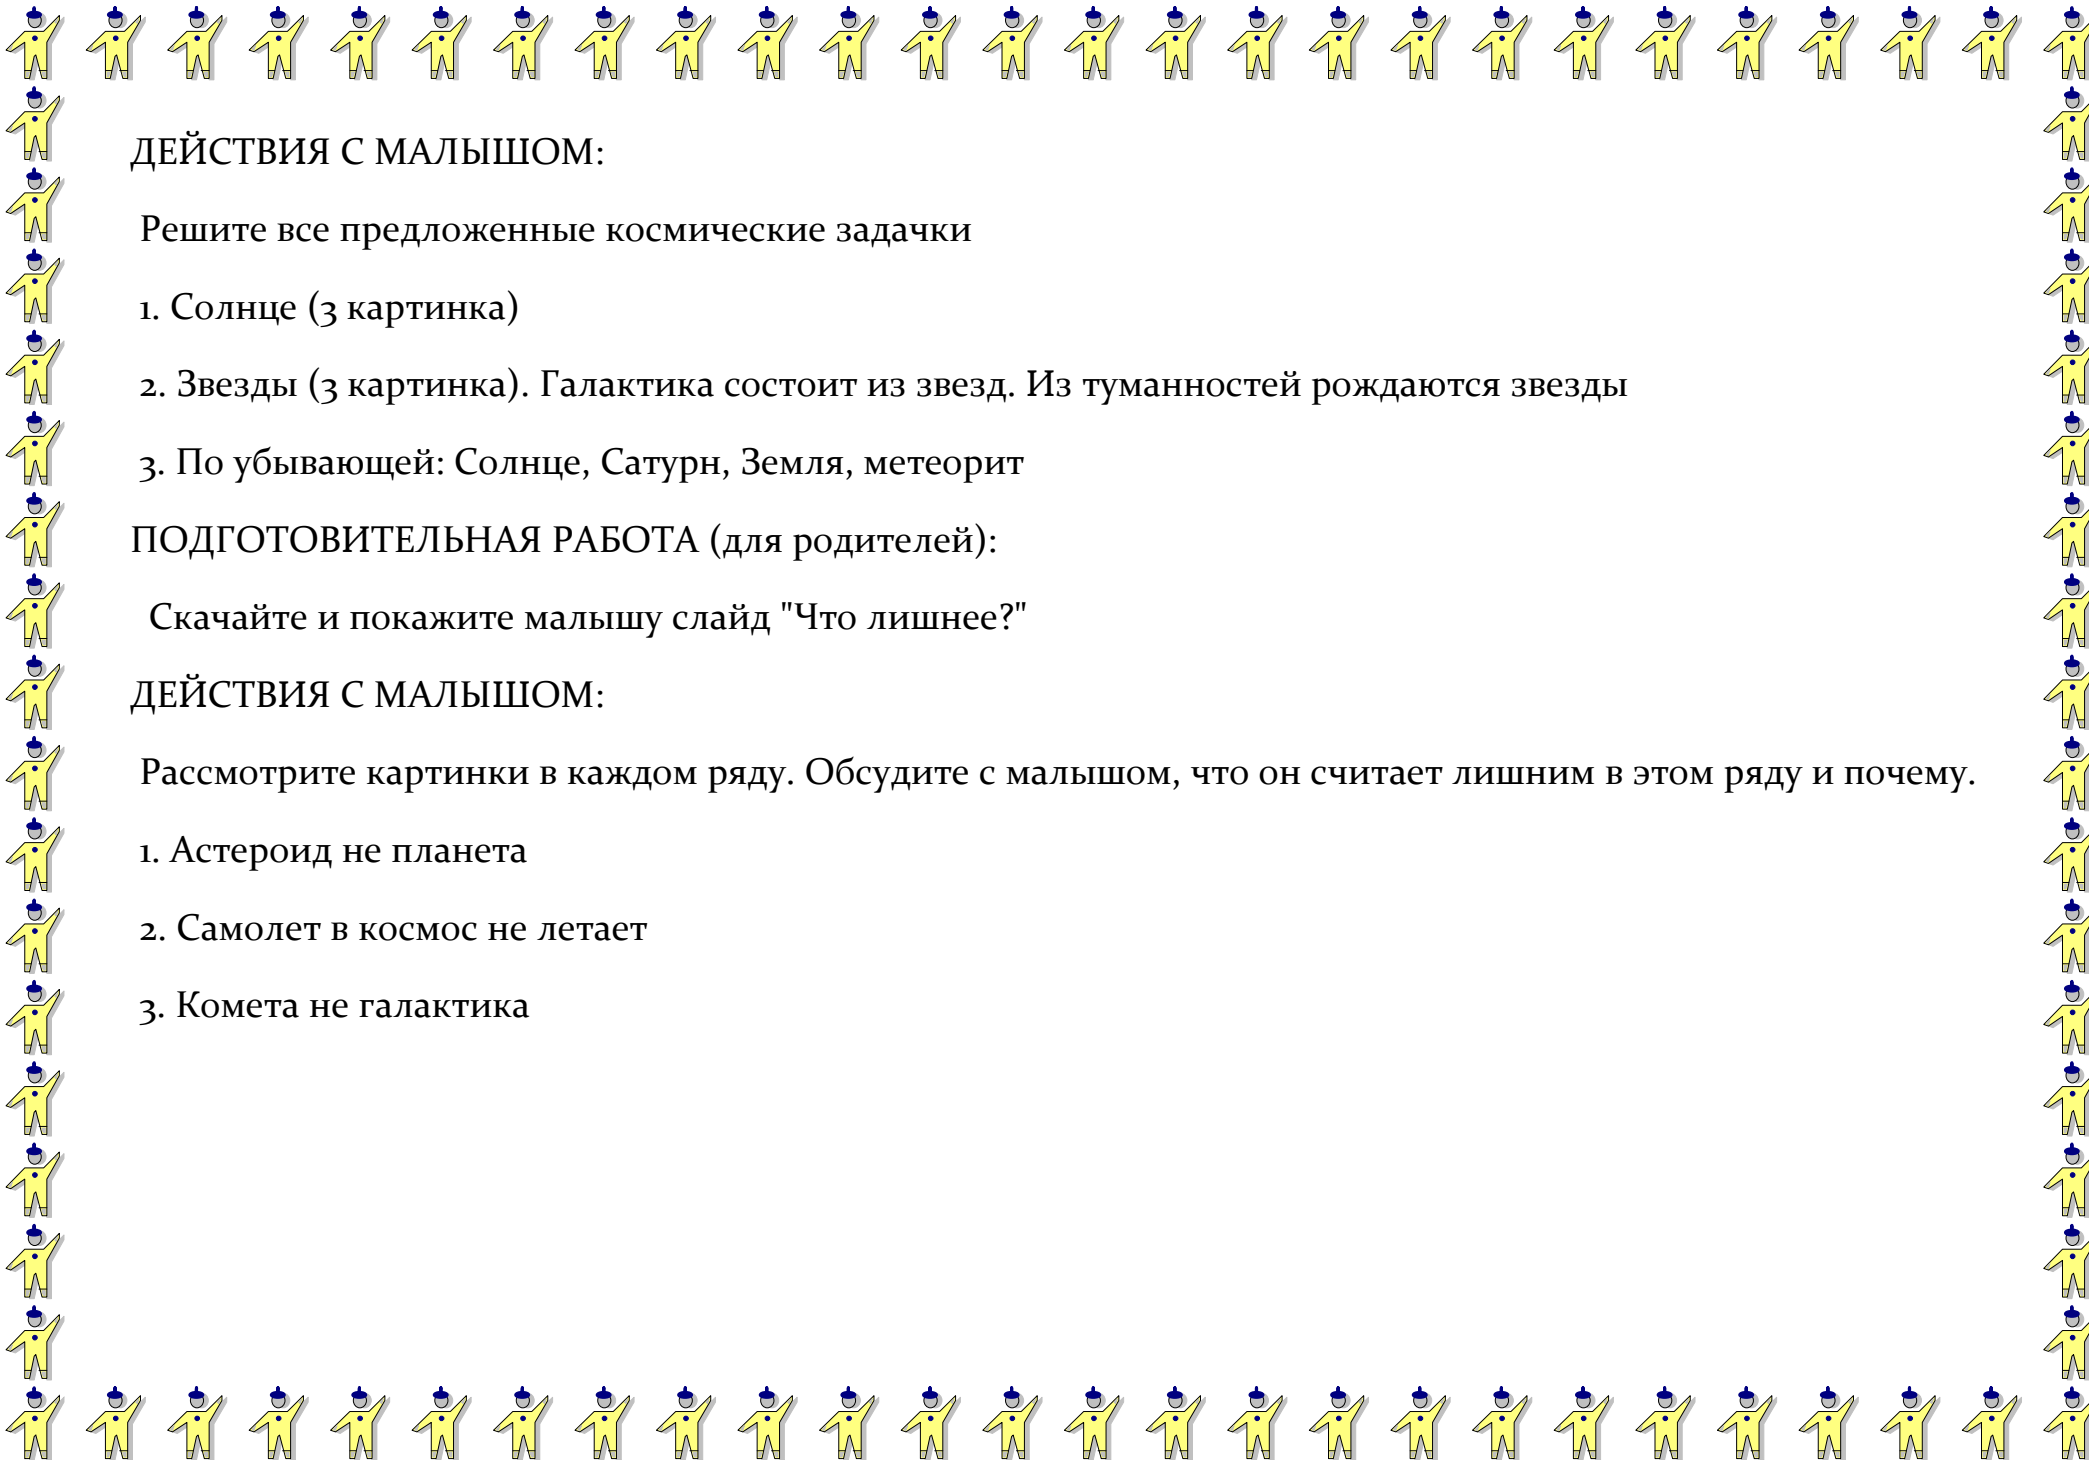 ДЕЙСТВИЯ С МАЛЫШОМ:
Решите все предложенные космические задачки
1. Солнце (3 картинка)
2. Звезды (3 картинка). Галактика состоит из звезд. Из туманностей рождаются звезды
3. По убывающей: Солнце, Сатурн, Земля, метеорит
ПОДГОТОВИТЕЛЬНАЯ РАБОТА (для родителей):
Скачайте и покажите малышу слайд "Что лишнее?"
ДЕЙСТВИЯ С МАЛЫШОМ:
Рассмотрите картинки в каждом ряду. Обсудите с малышом, что он считает лишним в этом ряду и почему.
1. Астероид не планета
2. Самолет в космос не летает
3. Комета не галактика